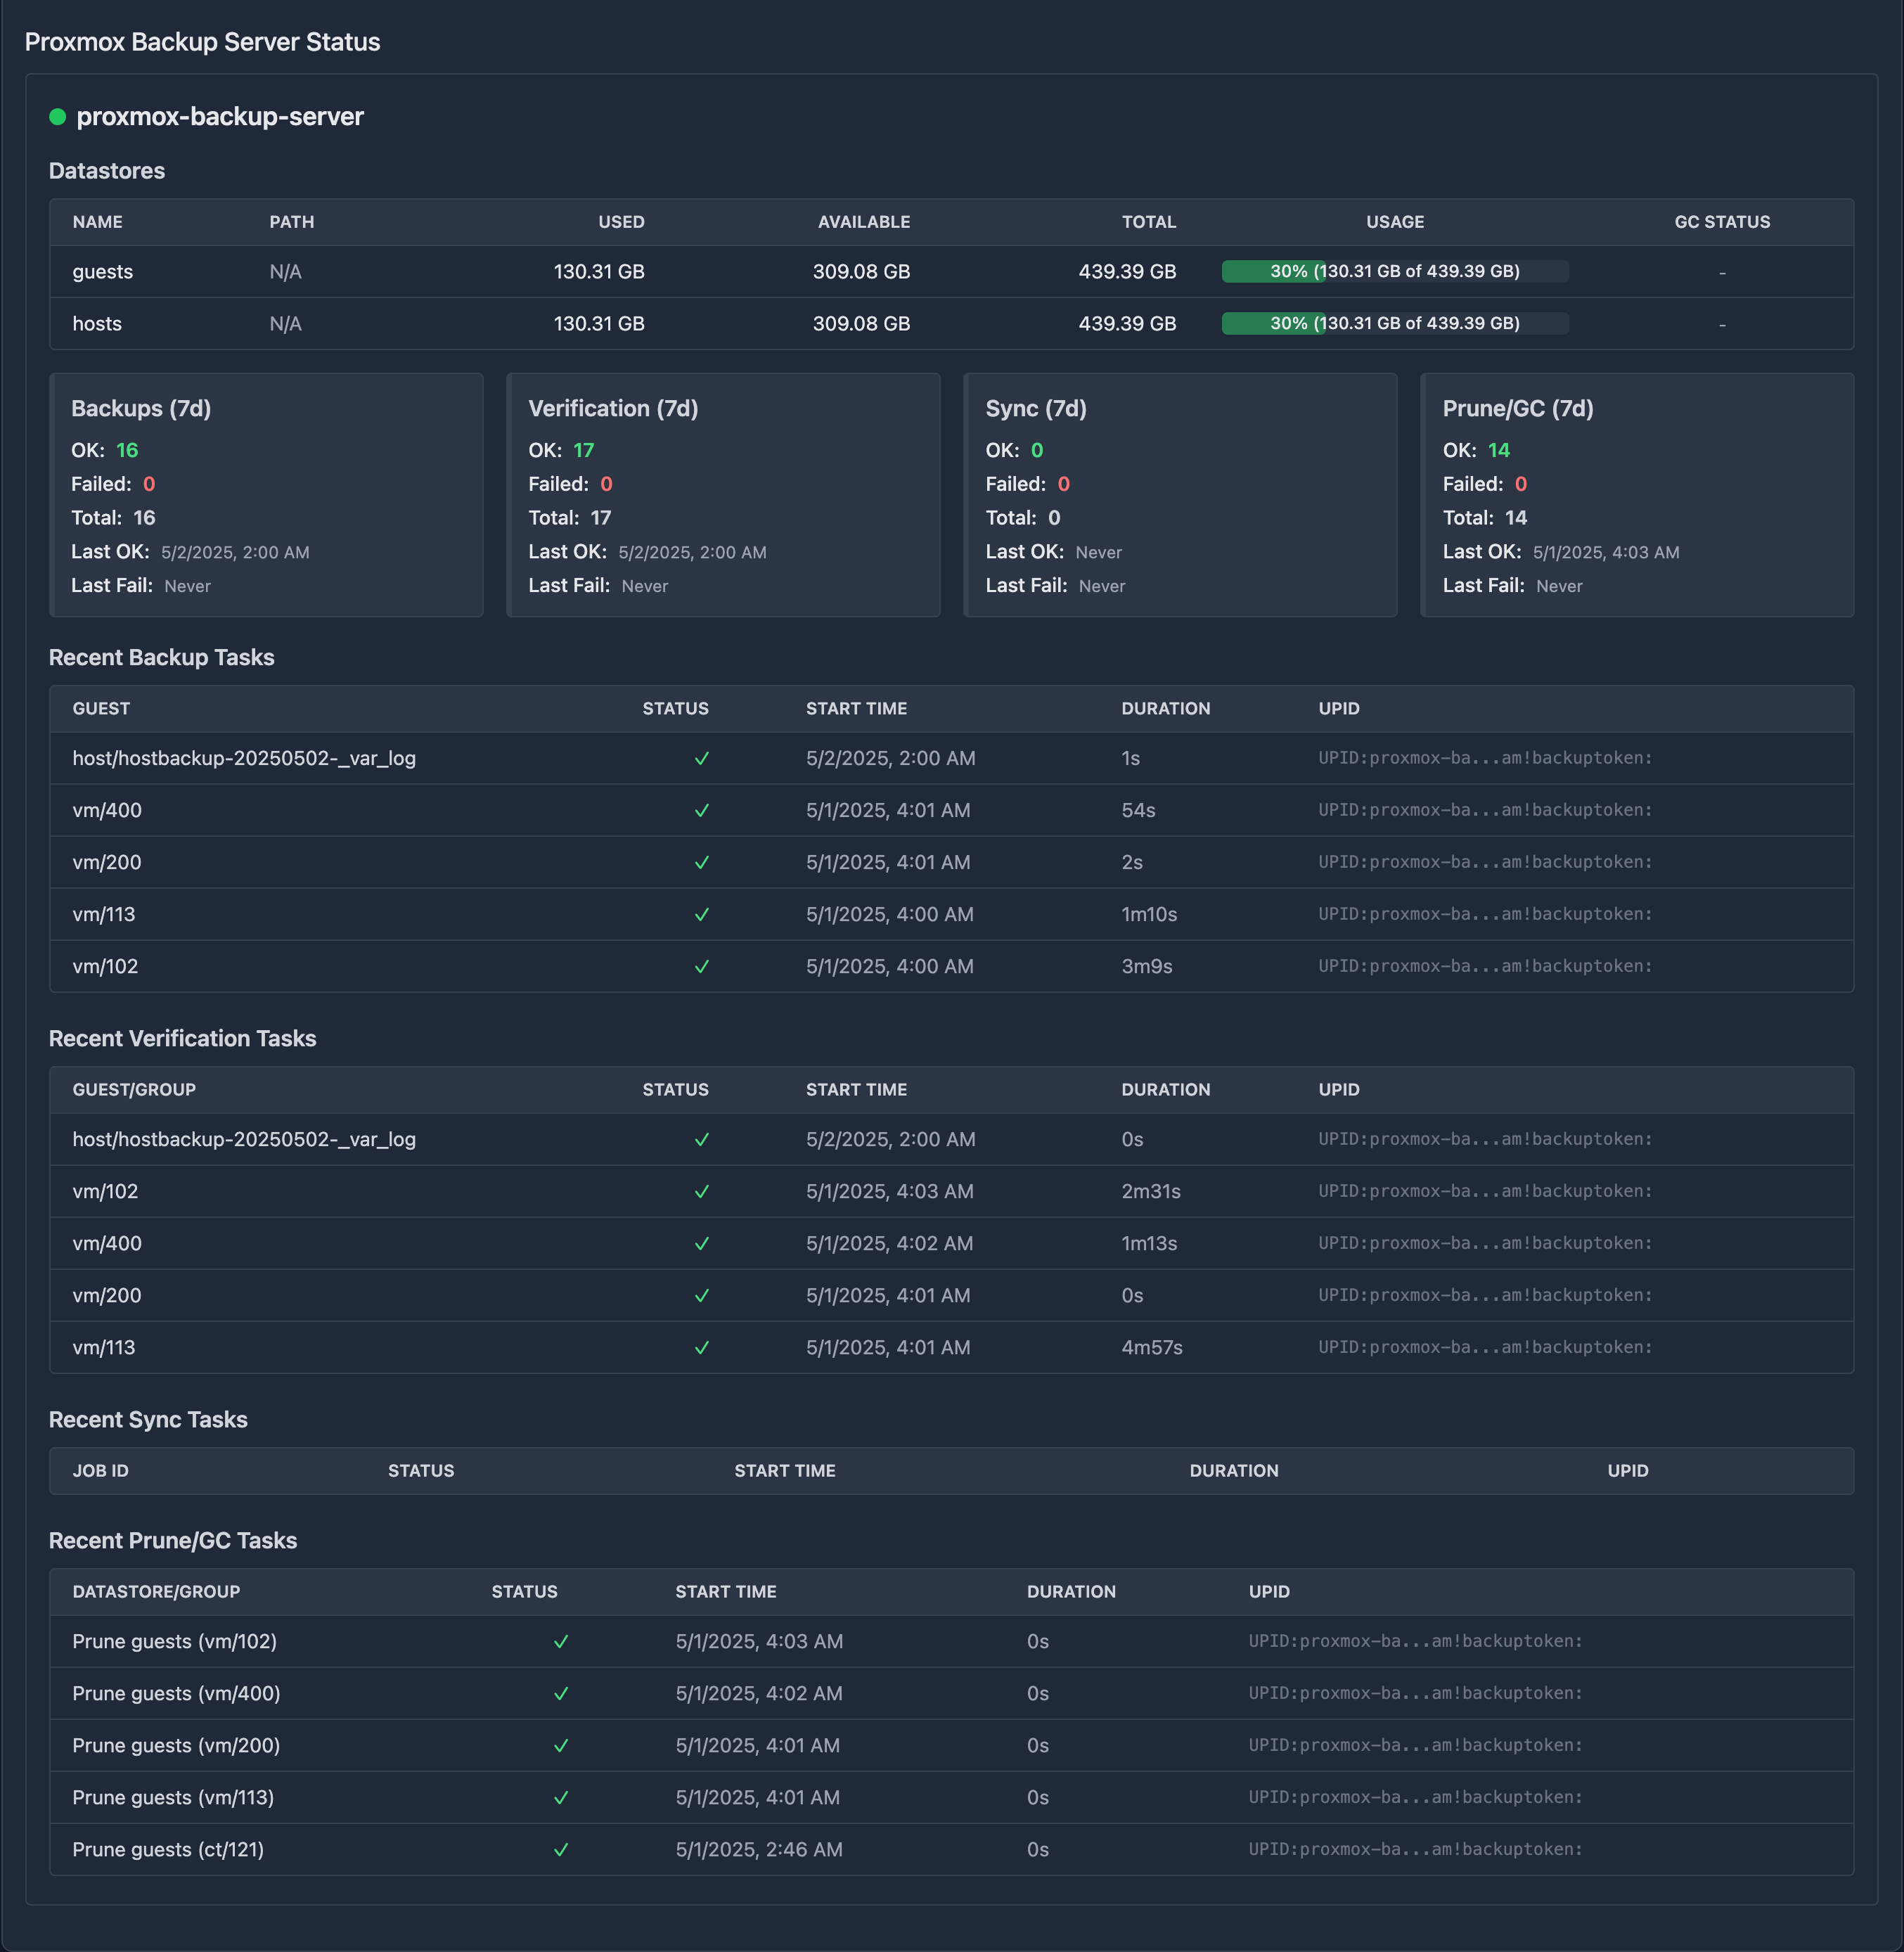 Proxmox Backup Server Status
proxmox-backup-server
Datastores
NAME PATH USED AVAILABLE TOTAL USAGE GC STATUS
guests N/A 130.31 GB 309.08 GB 439.39 GB 30% (130.31 GB of 439.39 GB) -
hosts N/A 130.31 GB 309.08 GB 439.39 GB 30% (130.31 GB of 439.39 GB) -
Backups (7d)
OK: 16
Failed: 0
Total: 16
Last OK: 5/2/2025, 2:00 AM
Last Fail: Never
Verification (7d)
OK: 17
Failed: 0
Total: 17
Last OK: 5/2/2025, 2:00 AM
Last Fail: Never
Sync (7d)
OK: 0
Failed: 0
Total: 0
Last OK: Never
Last Fail: Never
Prune/GC (7d)
OK: 14
Failed: 0
Total: 14
Last OK: 5/1/2025, 4:03 AM
Last Fail: Never
Recent Backup Tasks
GUEST STATUS START TIME DURATION UPID
host/hostbackup-20250502-_var_log ✓ 5/2/2025, 2:00 AM 1s UPID:proxmox-ba...am!backuptoken:
vm/400 ✓ 5/1/2025, 4:01 AM 54s UPID:proxmox-ba...am!backuptoken:
vm/200 ✓ 5/1/2025, 4:01 AM 2s UPID:proxmox-ba...am!backuptoken:
vm/113 ✓ 5/1/2025, 4:00 AM 1m10s UPID:proxmox-ba...am!backuptoken:
vm/102 ✓ 5/1/2025, 4:00 AM 3m9s UPID:proxmox-ba...am!backuptoken:
Recent Verification Tasks
GUEST/GROUP STATUS START TIME DURATION UPID
host/hostbackup-20250502-_var_log ✓ 5/2/2025, 2:00 AM 0s UPID:proxmox-ba...am!backuptoken:
vm/102 ✓ 5/1/2025, 4:03 AM 2m31s UPID:proxmox-ba...am!backuptoken:
vm/400 ✓ 5/1/2025, 4:02 AM 1m13s UPID:proxmox-ba...am!backuptoken:
vm/200 ✓ 5/1/2025, 4:01 AM 0s UPID:proxmox-ba...am!backuptoken:
vm/113 ✓ 5/1/2025, 4:01 AM 4m57s UPID:proxmox-ba...am!backuptoken:
Recent Sync Tasks
JOB ID STATUS START TIME DURATION UPID
Recent Prune/GC Tasks
DATASTORE/GROUP STATUS START TIME DURATION UPID
Prune guests (vm/102) ✓ 5/1/2025, 4:03 AM 0s UPID:proxmox-ba...am!backuptoken:
Prune guests (vm/400) ✓ 5/1/2025, 4:02 AM 0s UPID:proxmox-ba...am!backuptoken:
Prune guests (vm/200) ✓ 5/1/2025, 4:01 AM 0s UPID:proxmox-ba...am!backuptoken:
Prune guests (vm/113) ✓ 5/1/2025, 4:01 AM 0s UPID:proxmox-ba...am!backuptoken:
Prune guests (ct/121) ✓ 5/1/2025, 2:46 AM 0s UPID:proxmox-ba...am!backuptoken: